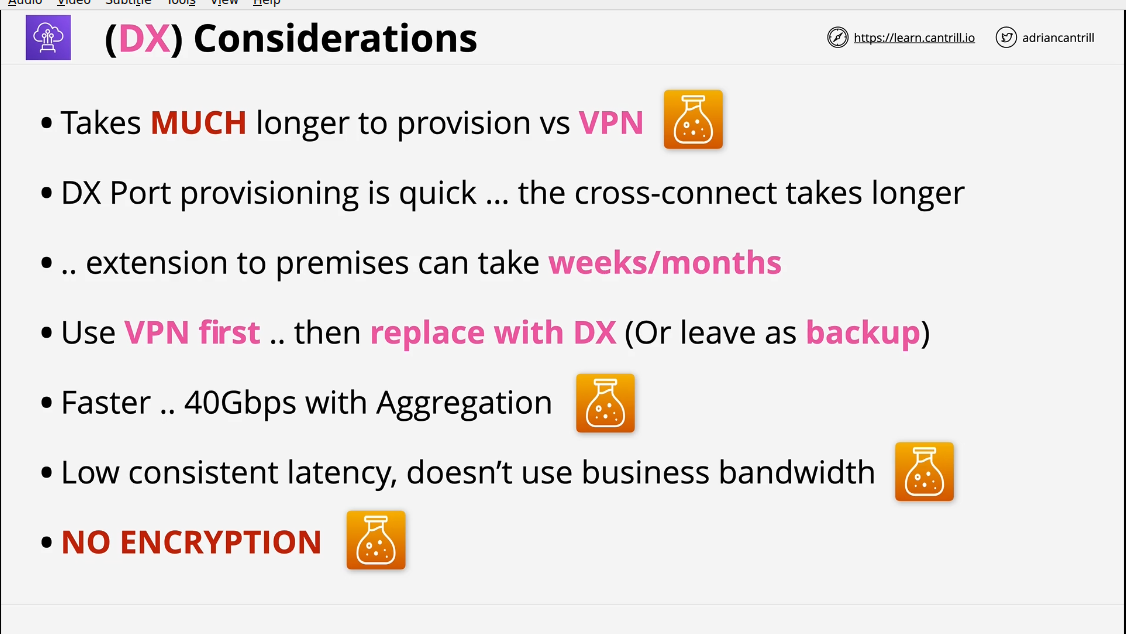 Audio Video Subtitle Tools View Help
(DX) Considerations
https://learn.cantrill.io
adriancantrill
• Takes MUCH longer to provision vs VPN
• DX Port provisioning is quick ... the cross-connect takes longer
• .. extension to premises can take weeks/months
• Use VPN first .. then replace with DX (Or leave as backup)
• Faster .. 40Gbps with Aggregation
• Low consistent latency, doesn’t use business bandwidth
• NO ENCRYPTION